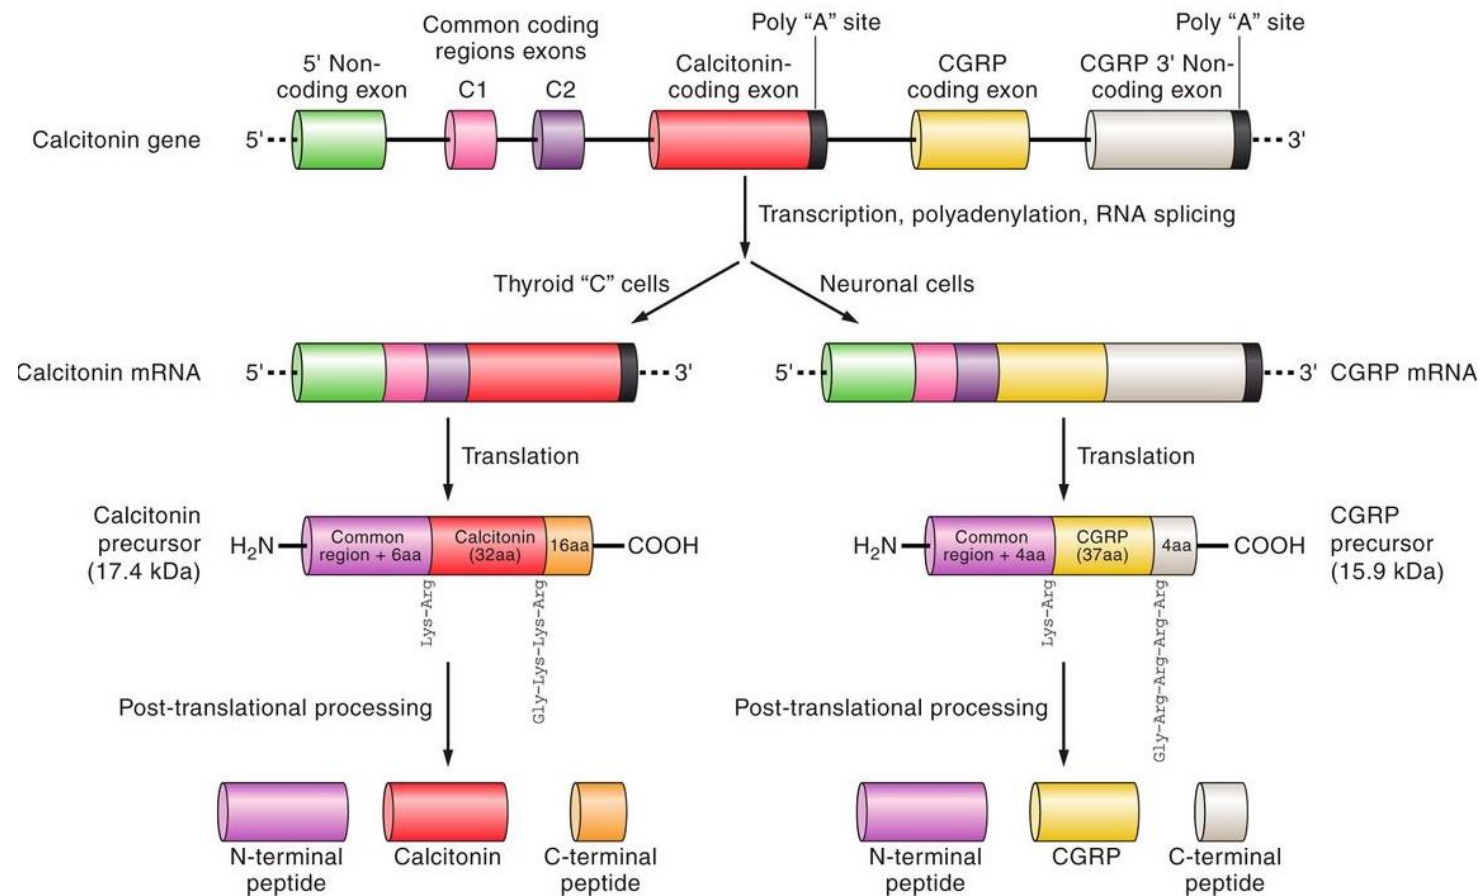 Common coding
regions exons
Poly “A” site
Poly “A” site
5' Non-
coding exon
C1
C2
Calcitonin-
coding exon
CGRP
coding exon
CGRP 3' Non-
coding exon
Calcitonin gene
5'
3'
Transcription, polyadenylation, RNA splicing
Thyroid “C” cells
Neuronal cells
Calcitonin mRNA
5'
3'
5'
3'
CGRP mRNA
Translation
Translation
Calcitonin
precursor
(17.4 kDa)
H₂N
Common
region + 6aa
Calcitonin
(32aa)
16aa
COOH
H₂N
Common
region + 4aa
CGRP
(37aa)
4aa
COOH
CGRP
precursor
(15.9 kDa)
Lys–Arg
Gly–Lys–Lys–Arg
Lys–Arg
Gly–Arg–Arg–Arg–Arg
Post-translational processing
Post-translational processing
N-terminal
peptide
Calcitonin
C-terminal
peptide
N-terminal
peptide
CGRP
C-terminal
peptide